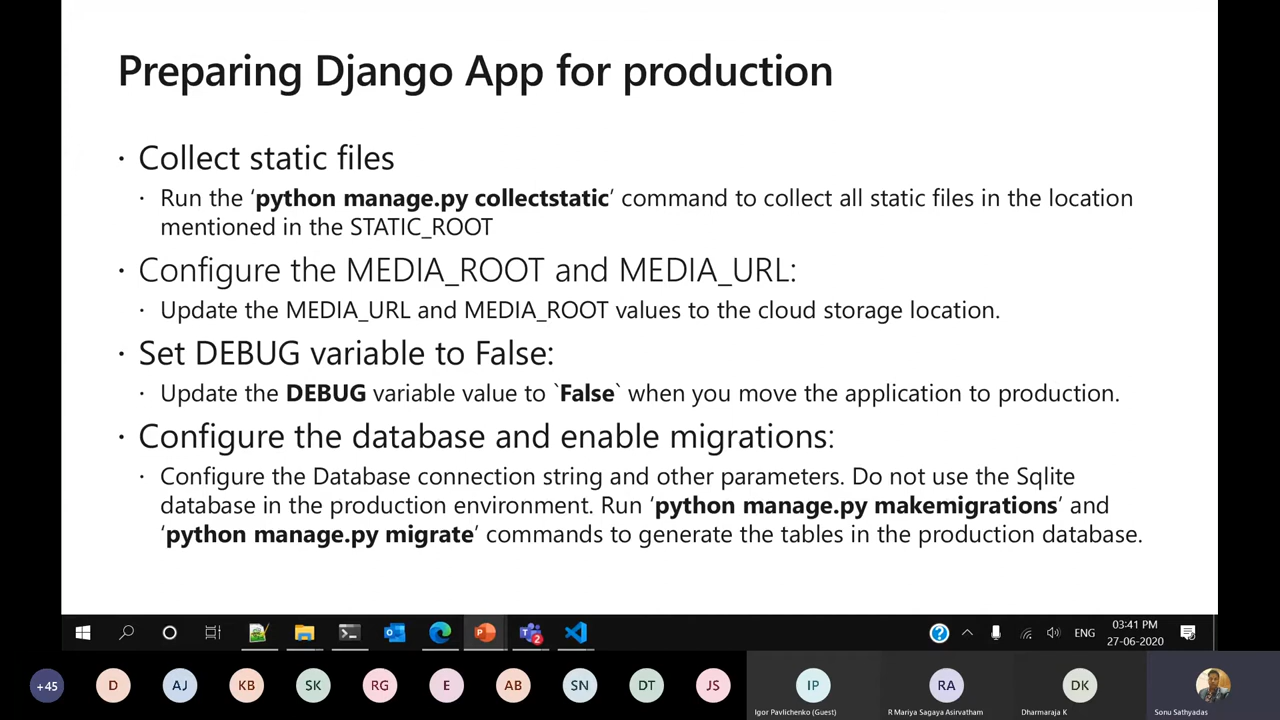 Preparing Django App for production
• Collect static files
• Run the ‘python manage.py collectstatic’ command to collect all static files in the location
mentioned in the STATIC_ROOT
• Configure the MEDIA_ROOT and MEDIA_URL:
• Update the MEDIA_URL and MEDIA_ROOT values to the cloud storage location.
• Set DEBUG variable to False:
• Update the DEBUG variable value to `False` when you move the application to production.
• Configure the database and enable migrations:
• Configure the Database connection string and other parameters. Do not use the Sqlite
database in the production environment. Run ‘python manage.py makemigrations’ and
‘python manage.py migrate’ commands to generate the tables in the production database.
2
ENG
03:41 PM
27-06-2020
+45 D AJ KB SK RG E AB SN DT JS IP RA DK
Igor Pavlichenko (Guest) R Mariya Sagaya Asirvatham Dharmaraja K Sonu Sathyadas